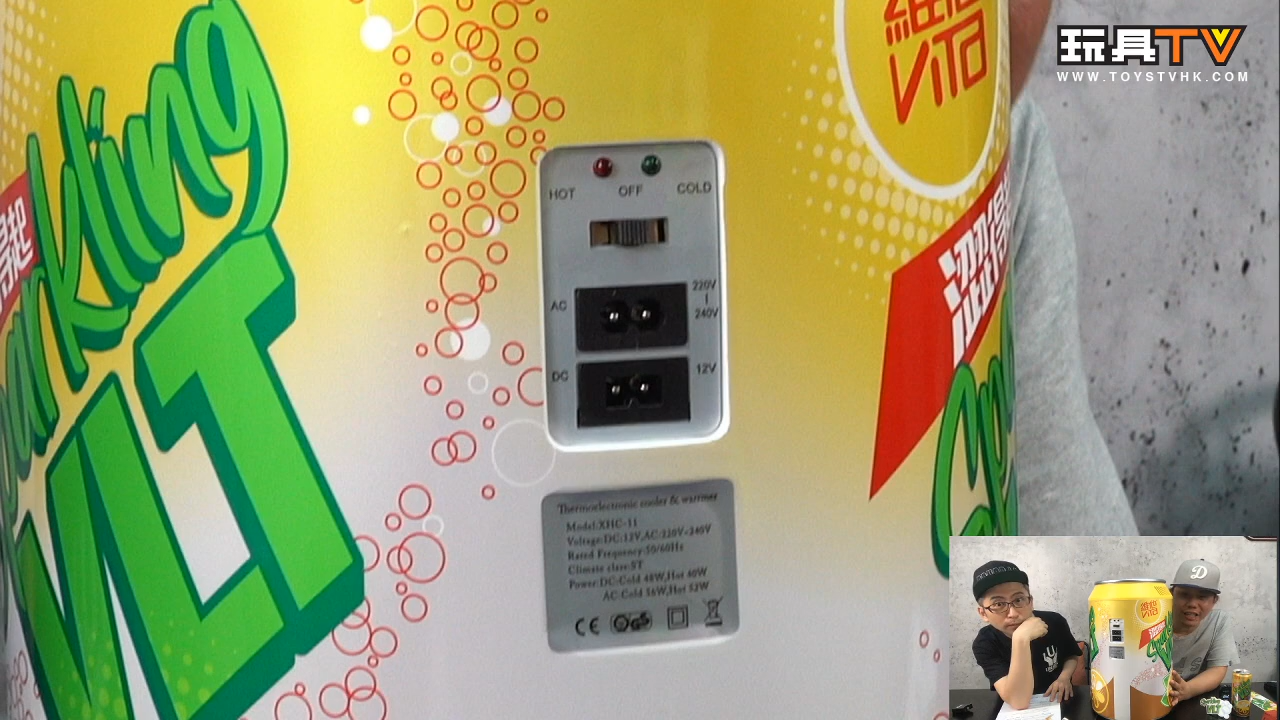 玩具TV
WWW.TOYSTVHK.COM
維他
VITA
Sparkling
VLT
HOT OFF COLD
AC 220V
240V
DC 12V
Thermoelectronic cooler & warmer
Model:XHC-11
Voltage:DC:12V,AC:220V-240V
Rated Frequency:50/60Hz
Climate class:ST
Power:DC-Cold 48W,Hot 40W
AC:Cold 56W,Hot 52W
CE
D